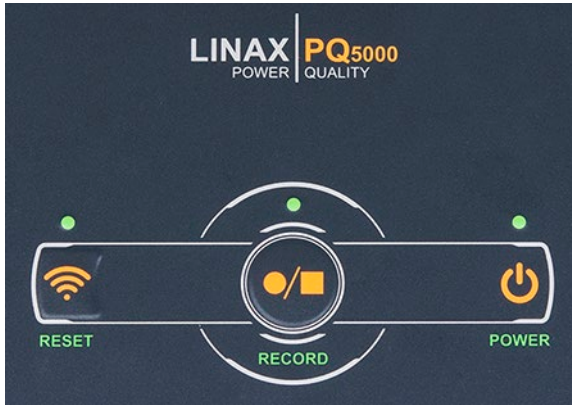 LINAX PQ5000
POWER QUALITY
RESET
RECORD
POWER